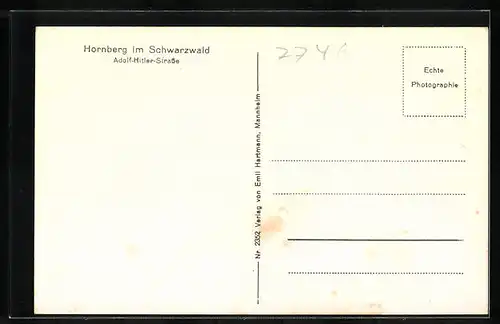 Hornberg im Schwarzwald
Adolf-Hitler-Straße
Echte
Photographie
Nr. 2352 Verlag von Emil Hartmann, Mannheim